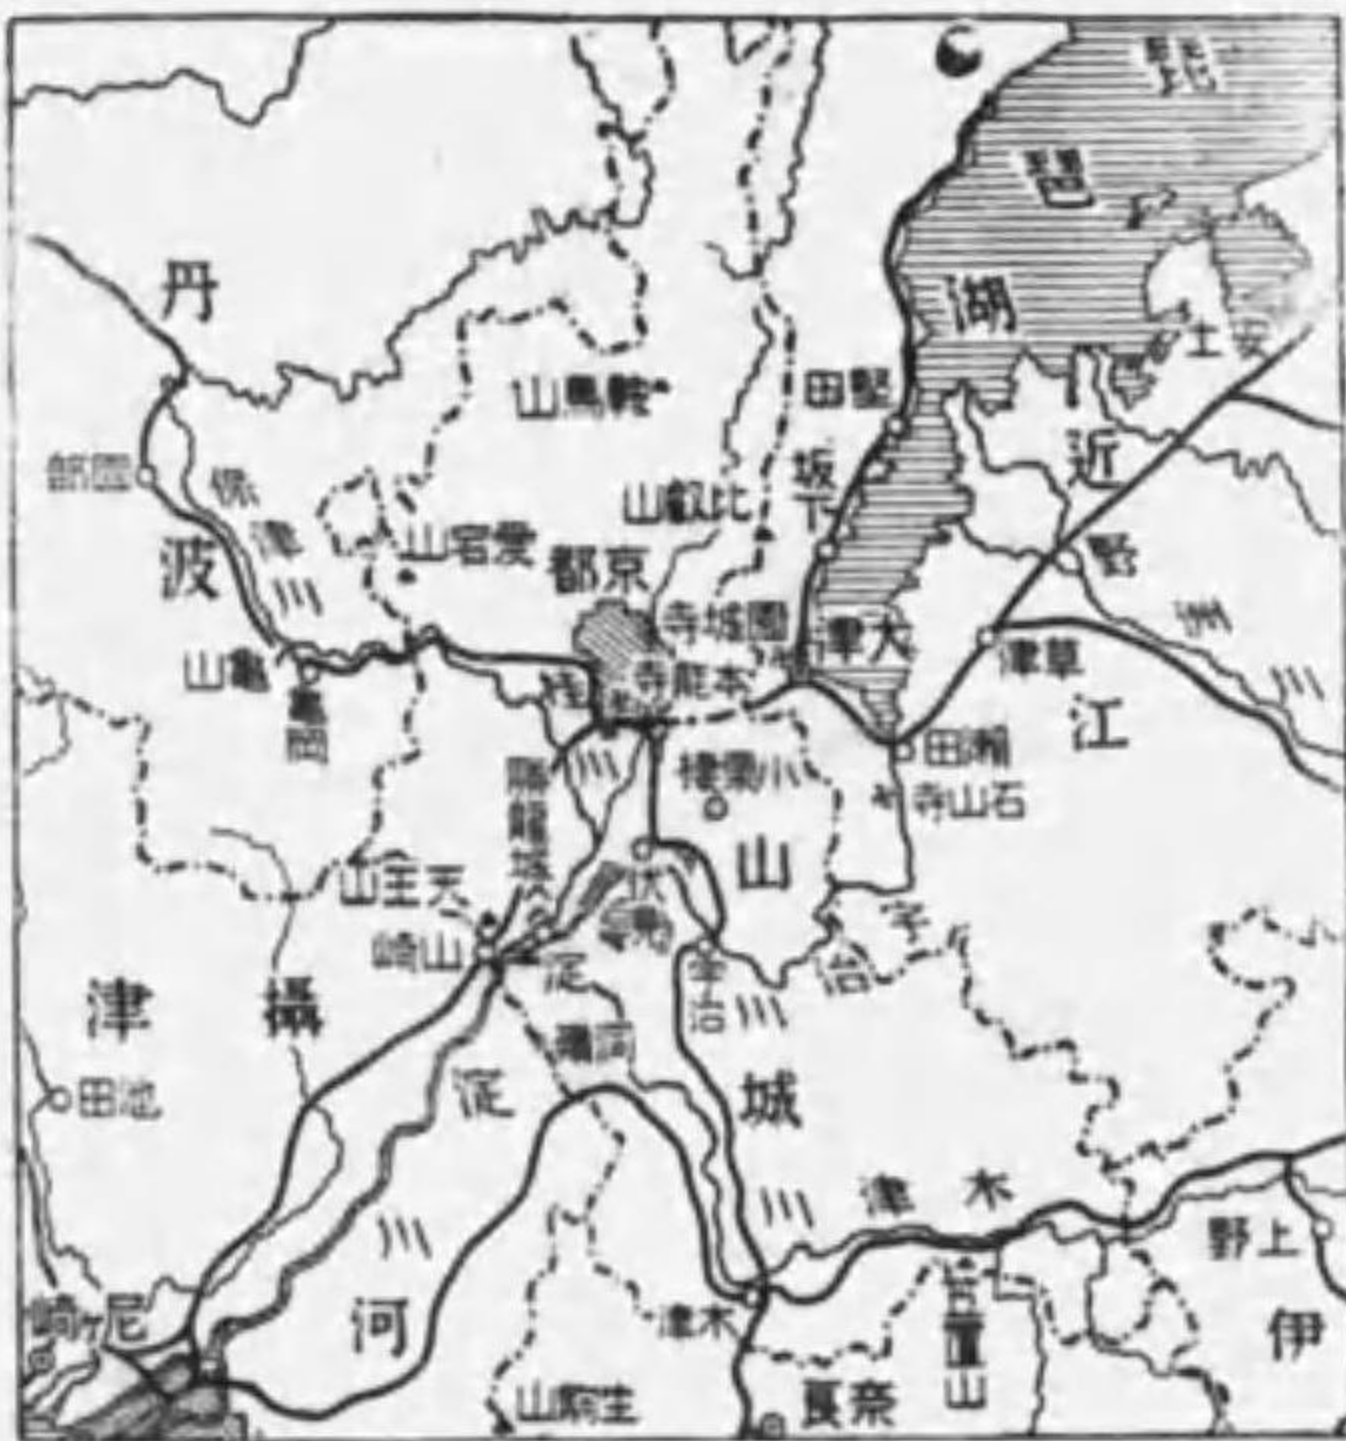 琵琶湖
丹波
安土
堅田
鞍馬山
近江
園部
保津川
坂下
比叡山
愛宕山
京都
野洲川
園城寺
大津
草津
本能寺
亀山
亀岡
桂川
瀬田
小栗栖
石山寺
勝龍城
山城
天王山
伏見
山崎
淀
宇治
宇治川
攝津
池田
淀川
木津川
上野
笠置山
尼ヶ崎
河
木津
伊
生駒山
奈良